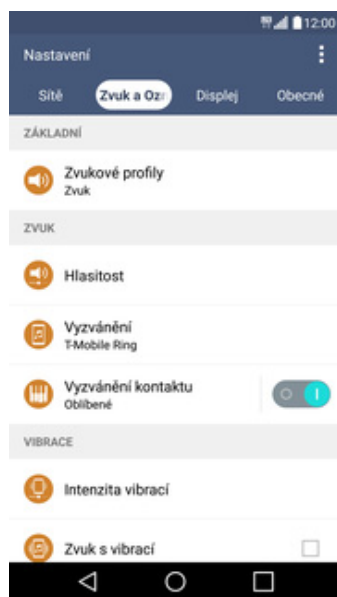 12:00
Nastavení
Sítě
Zvuk a Oz
Displej
Obecné
ZÁKLADNÍ
Zvukové profily
Zvuk
ZVUK
Hlasitost
Vyzvánění
T-Mobile Ring
Vyzvánění kontaktu
Oblíbené
VIBRACE
Intenzita vibrací
Zvuk s vibrací